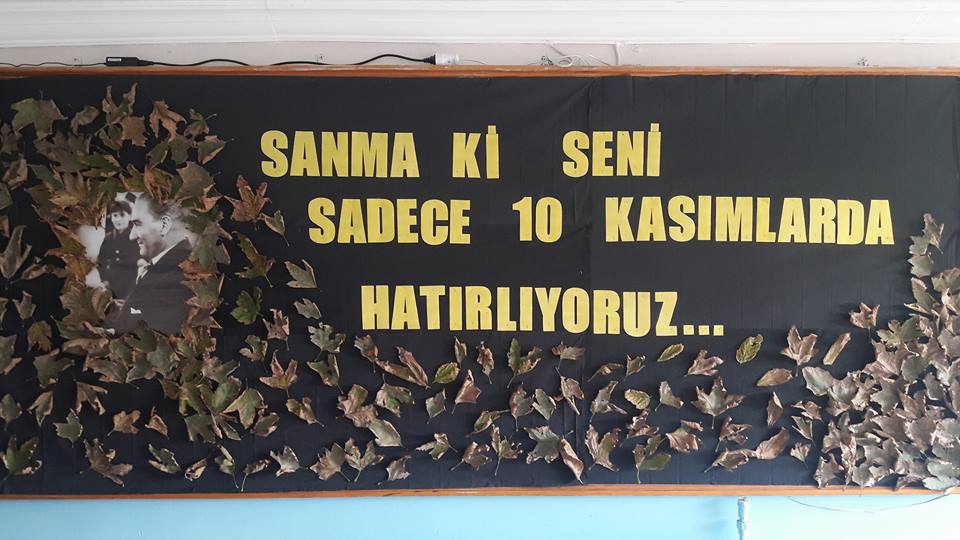 SANMA Kİ SENİ
SADECE 10 KASIMLARDA
HATIRLIYORUZ...